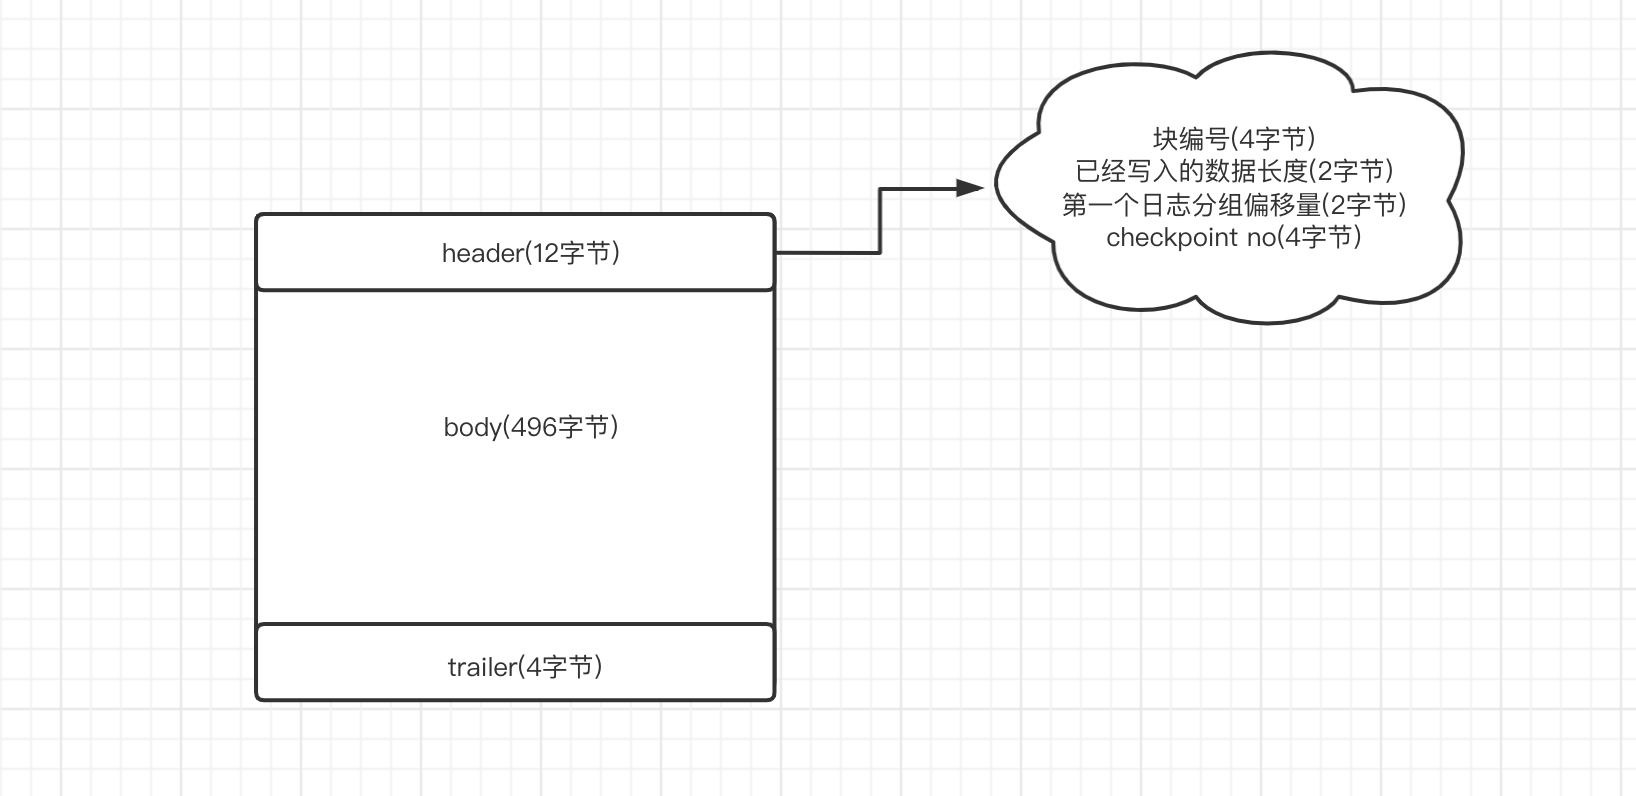 块编号(4字节)
已经写入的数据长度(2字节)
第一个日志分组偏移量(2字节)
checkpoint no(4字节)
header(12字节)
body(496字节)
trailer(4字节)